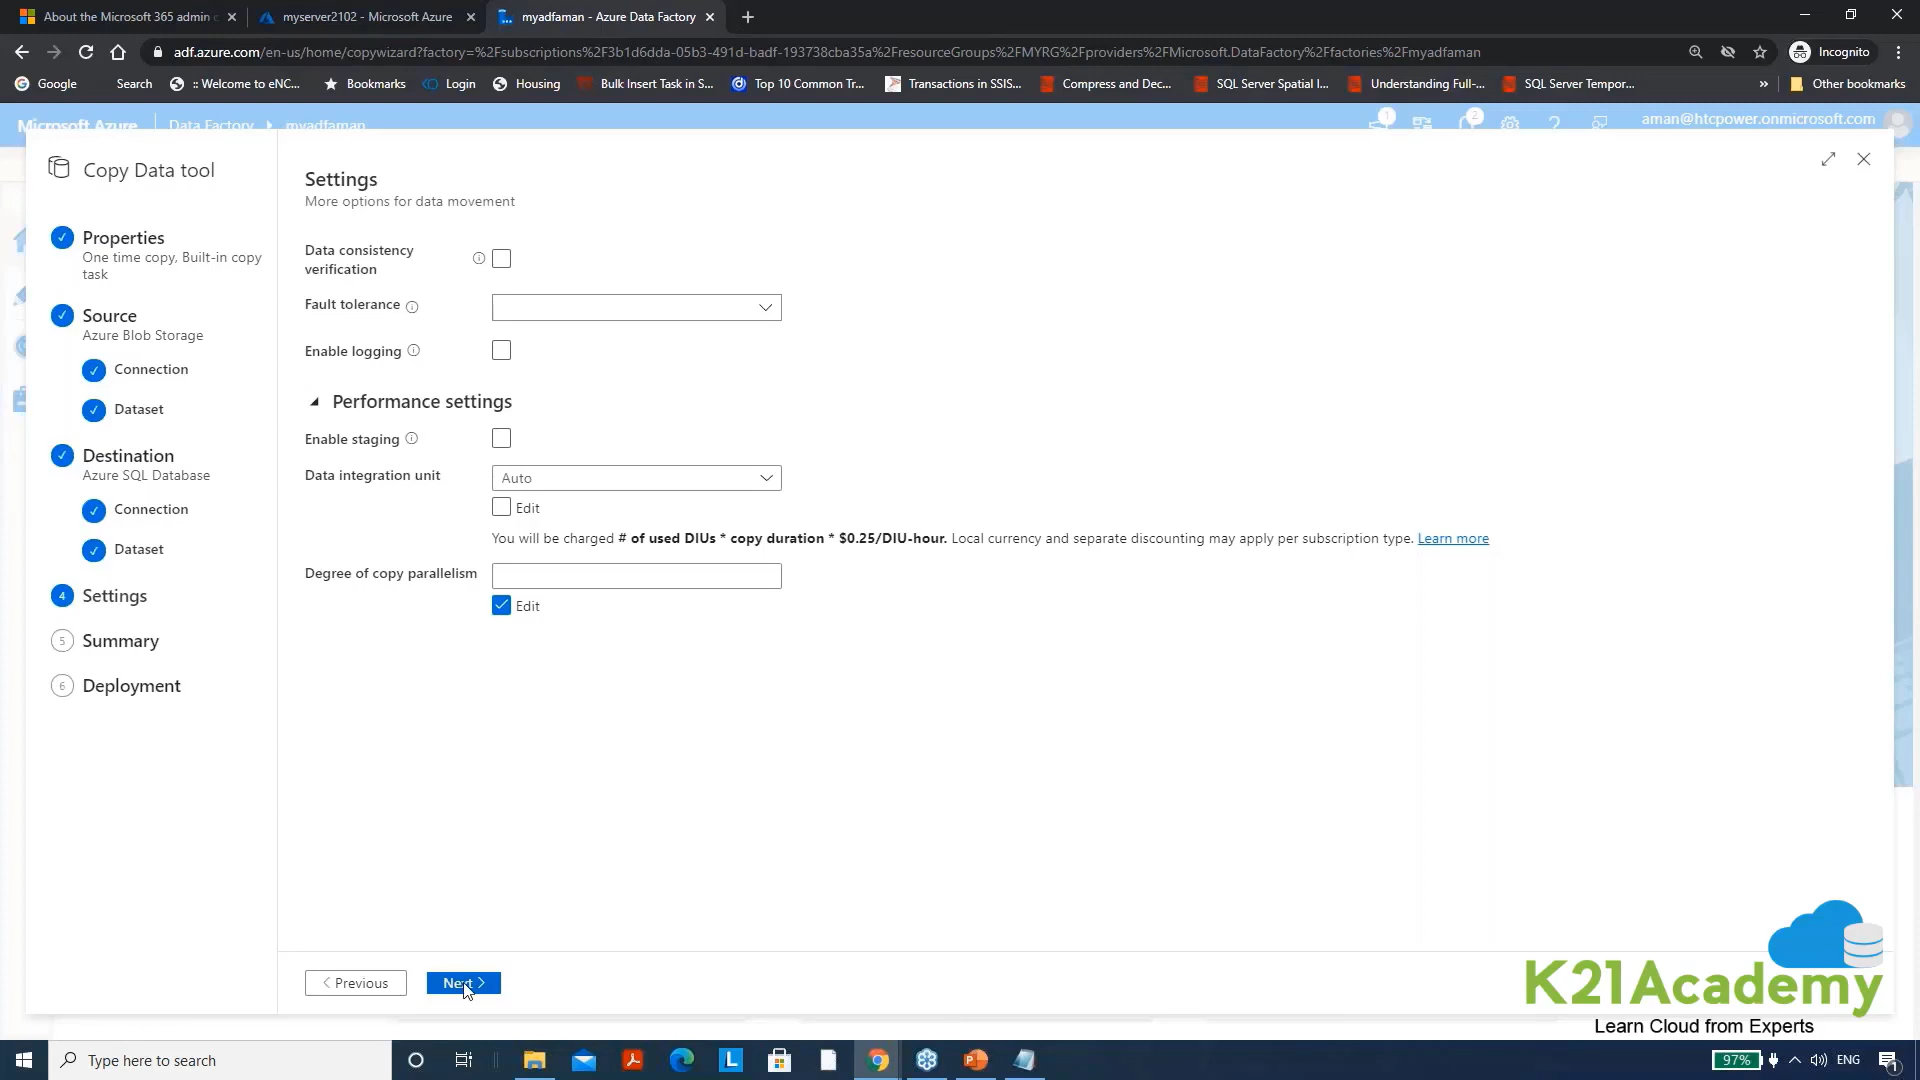 About the Microsoft 365 admin c
myserver2102 - Microsoft Azure
myadfaman - Azure Data Factory
adf.azure.com/en-us/home/copywizard?factory=%2Fsubscriptions%2F3b1d6dda-05b3-491d-badf-193738cba35a%2FresourceGroups%2FMYRG%2Fproviders%2FMicrosoft.DataFactory%2Ffactories%2Fmyadfaman
Incognito
Google
Search
:: Welcome to eNC...
Bookmarks
Login
Housing
Bulk Insert Task in S...
Top 10 Common Tr...
Transactions in SSIS...
Compress and Dec...
SQL Server Spatial I...
Understanding Full-...
SQL Server Tempor...
»
Other bookmarks
Microsoft Azure
Data Factory
myadfaman
1
2
aman@htcpower.onmicrosoft.com
Copy Data tool
Properties
One time copy, Built-in copy
task
Source
Azure Blob Storage
Connection
Dataset
Destination
Azure SQL Database
Connection
Dataset
4 Settings
5 Summary
6 Deployment
Settings
More options for data movement
Data consistency
verification
Fault tolerance
Enable logging
Performance settings
Enable staging
Data integration unit
Auto
Edit
You will be charged # of used DIUs * copy duration * $0.25/DIU-hour. Local currency and separate discounting may apply per subscription type. Learn more
Degree of copy parallelism
Edit
< Previous
Next >
K21Academy
Learn Cloud from Experts
Type here to search
L
P
97%
ENG
1